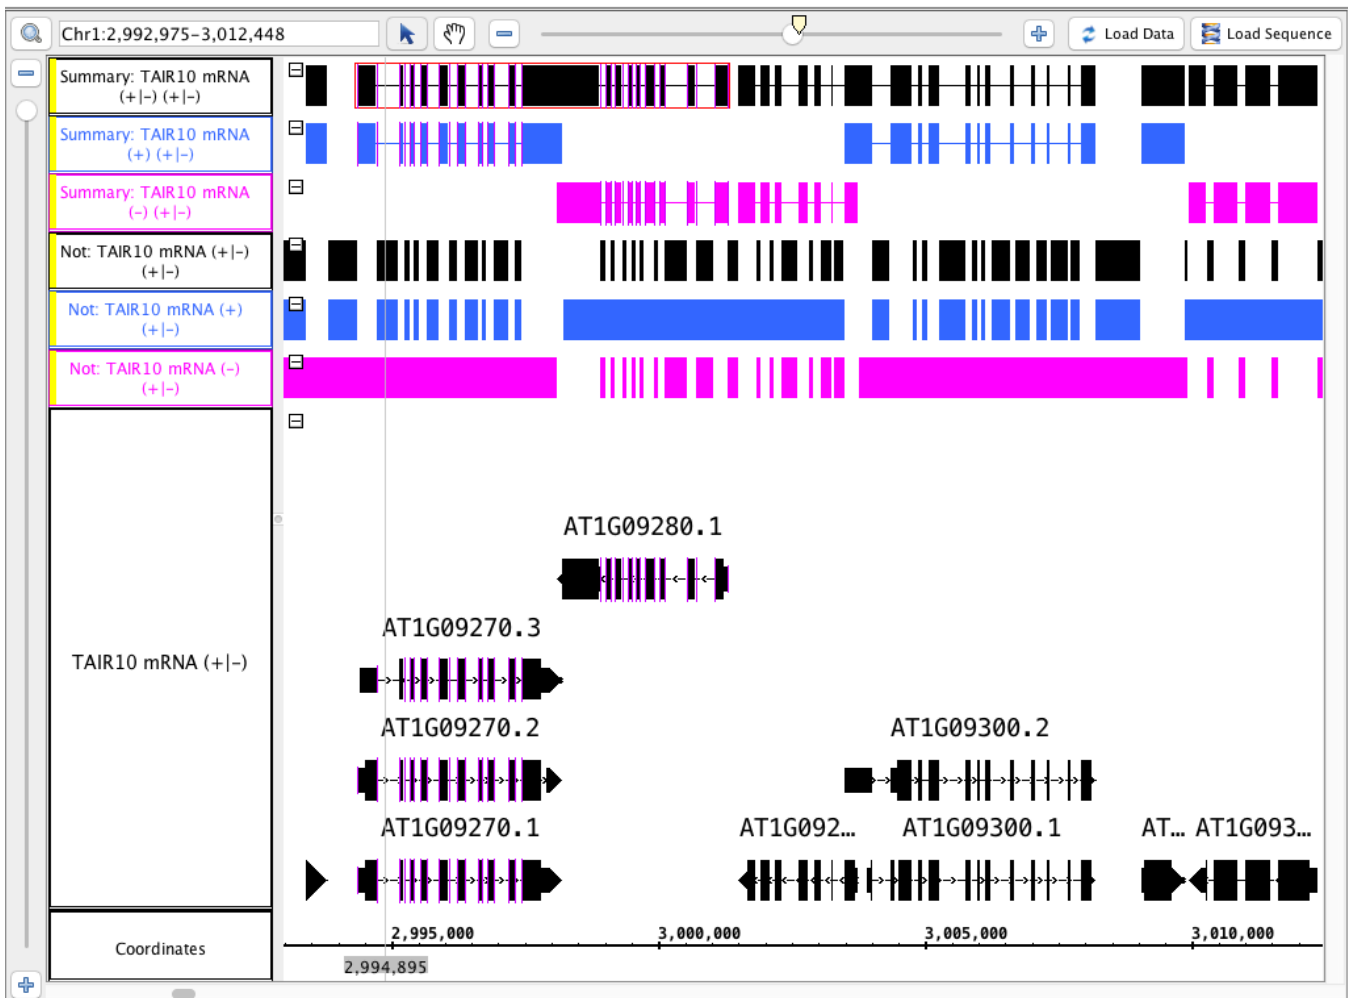 Chr1:2,992,975-3,012,448
Load Data
Load Sequence
Summary: TAIR10 mRNA
(+|-) (+|-)
Summary: TAIR10 mRNA
(+) (+|-)
Summary: TAIR10 mRNA
(-) (+|-)
Not: TAIR10 mRNA (+|-)
(+|-)
Not: TAIR10 mRNA (+)
(+|-)
Not: TAIR10 mRNA (-)
(+|-)
AT1G09280.1
AT1G09270.3
TAIR10 mRNA (+|-)
AT1G09270.2
AT1G09300.2
AT1G09270.1
AT1G092...
AT1G09300.1
AT...
AT1G093...
Coordinates
2,995,000
3,000,000
3,005,000
3,010,000
2,994,895